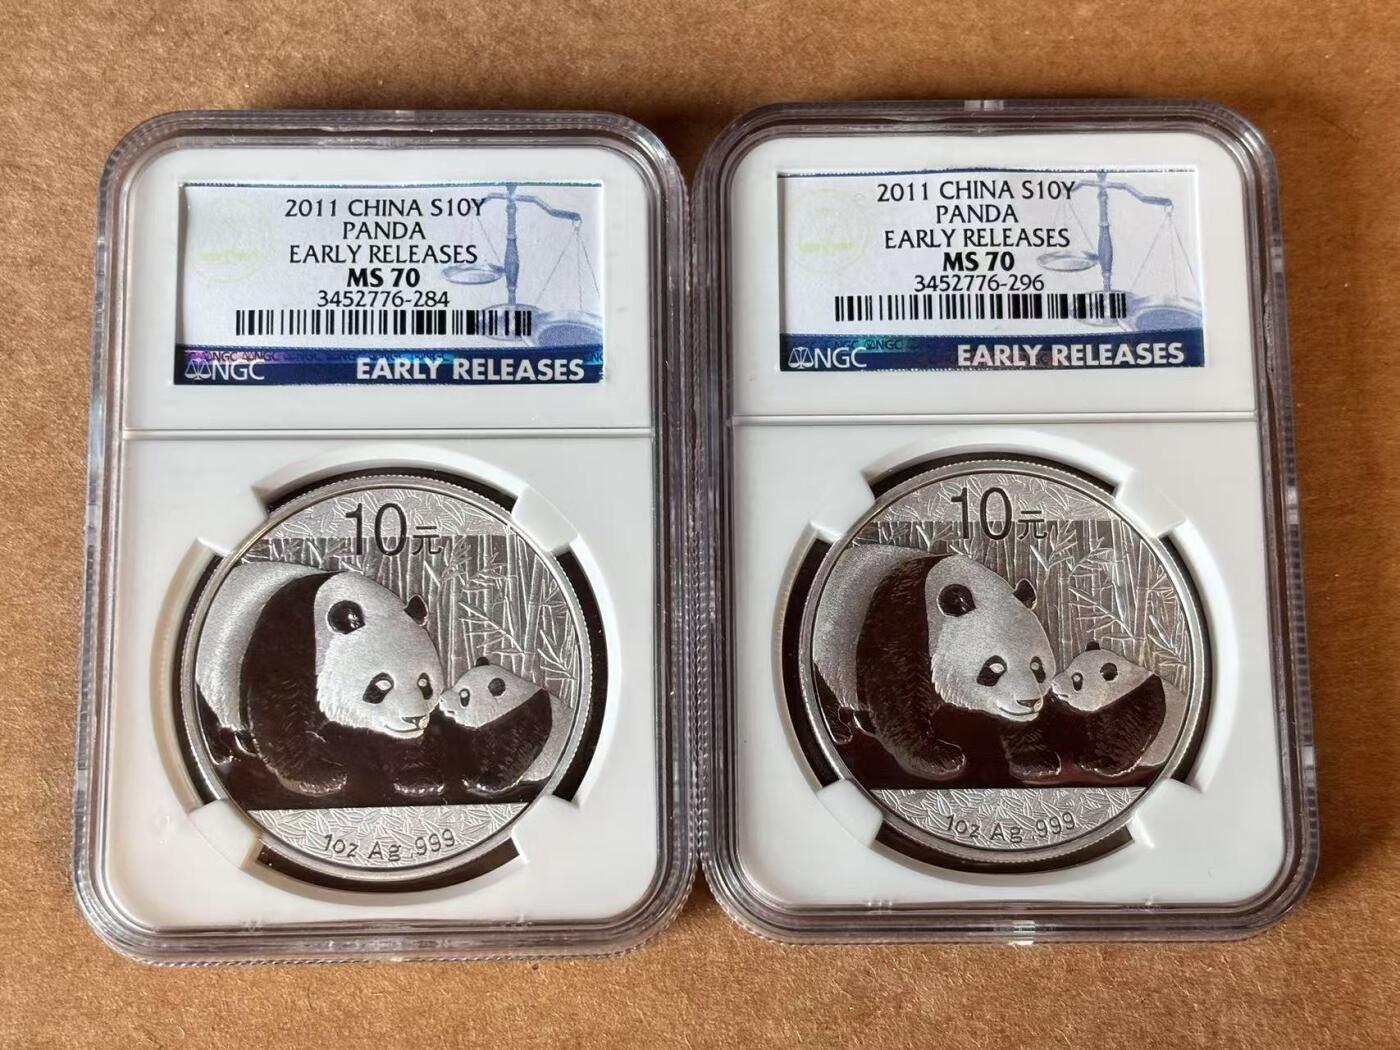 2011 CHINA S10Y
PANDA
EARLY RELEASES
MS 70
3452776-284
NGC EARLY RELEASES
10元
1oz Ag .999
2011 CHINA S10Y
PANDA
EARLY RELEASES
MS 70
3452776-296
NGC EARLY RELEASES
10元
1oz Ag .999